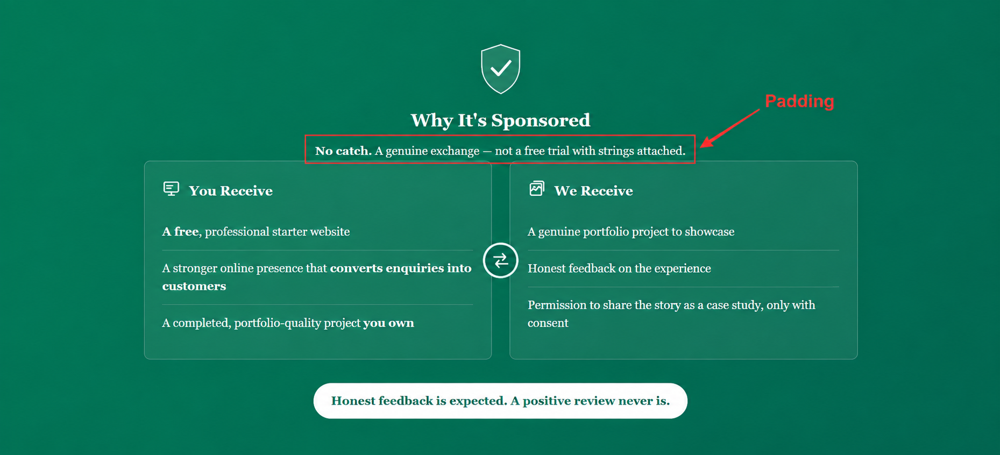 Padding
Why It's Sponsored
No catch. A genuine exchange — not a free trial with strings attached.
You Receive
A free, professional starter website
A stronger online presence that converts enquiries into
customers
A completed, portfolio-quality project you own
We Receive
A genuine portfolio project to showcase
Honest feedback on the experience
Permission to share the story as a case study, only with
consent
Honest feedback is expected. A positive review never is.